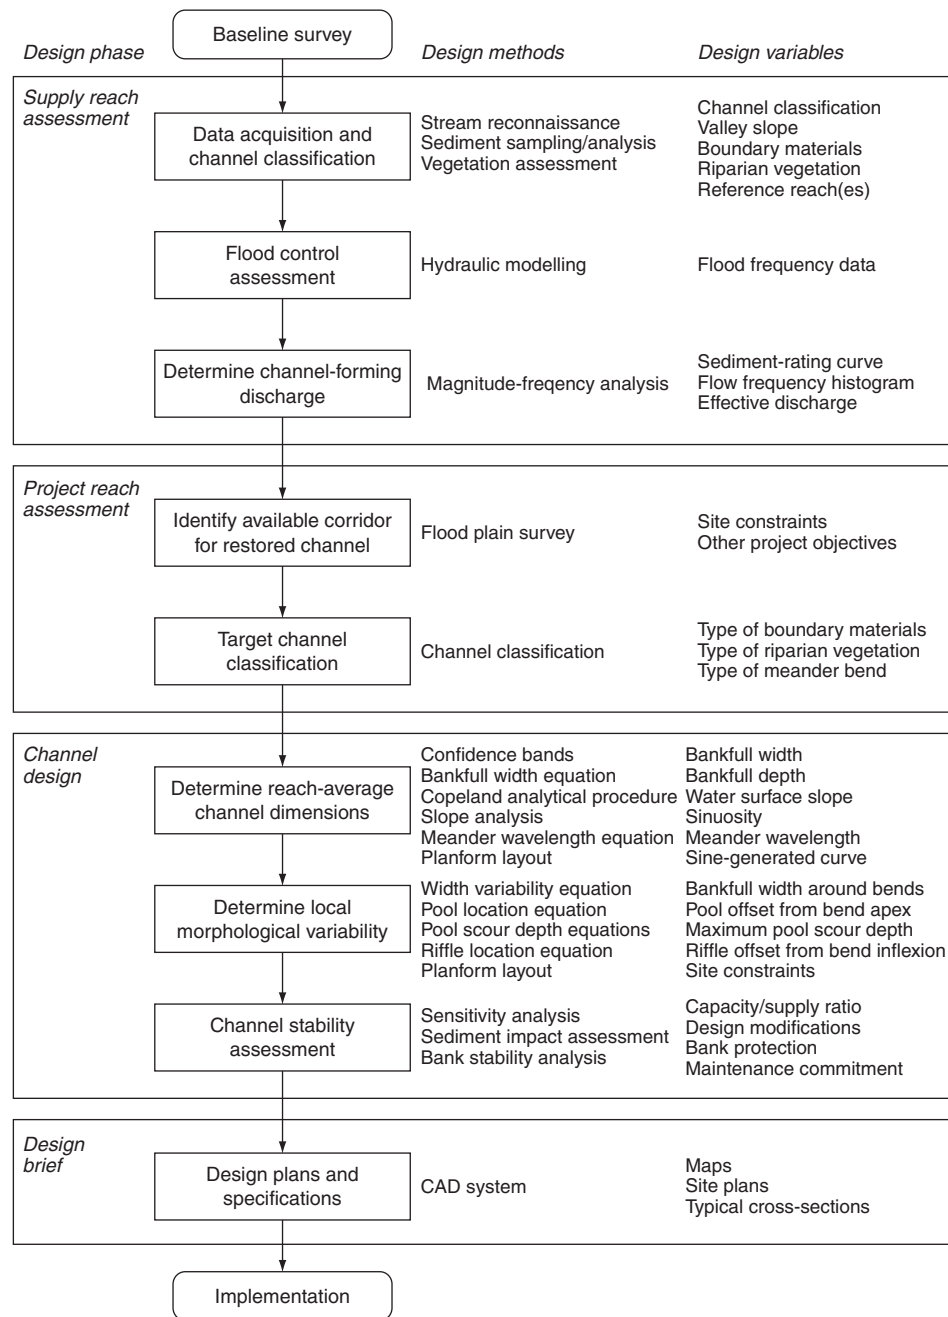 Baseline survey
Design phase
Design methods
Design variables
Supply reach
assessment
Data acquisition and
channel classification
Stream reconnaissance
Sediment sampling/analysis
Vegetation assessment
Channel classification
Valley slope
Boundary materials
Riparian vegetation
Reference reach(es)
Flood control
assessment
Hydraulic modelling
Flood frequency data
Determine channel-forming
discharge
Magnitude-freqency analysis
Sediment-rating curve
Flow frequency histogram
Effective discharge
Project reach
assessment
Identify available corridor
for restored channel
Flood plain survey
Site constraints
Other project objectives
Target channel
classification
Channel classification
Type of boundary materials
Type of riparian vegetation
Type of meander bend
Channel
design
Determine reach-average
channel dimensions
Confidence bands
Bankfull width equation
Copeland analytical procedure
Slope analysis
Meander wavelength equation
Planform layout
Bankfull width
Bankfull depth
Water surface slope
Sinuosity
Meander wavelength
Sine-generated curve
Determine local
morphological variability
Width variability equation
Pool location equation
Pool scour depth equations
Riffle location equation
Planform layout
Bankfull width around bends
Pool offset from bend apex
Maximum pool scour depth
Riffle offset from bend inflexion
Site constraints
Channel stability
assessment
Sensitivity analysis
Sediment impact assessment
Bank stability analysis
Capacity/supply ratio
Design modifications
Bank protection
Maintenance commitment
Design
brief
Design plans and
specifications
CAD system
Maps
Site plans
Typical cross-sections
Implementation